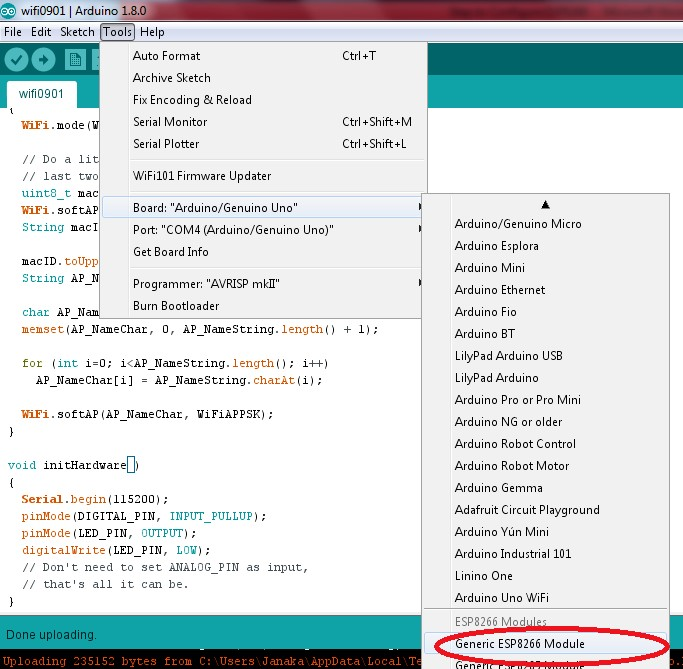 wifi0901 | Arduino 1.8.0
File Edit Sketch Tools Help
wifi0901
{
WiFi.mode(W
// Do a lit
// last two
uint8_t mac
WiFi.softAP
String macI
macID.toUpp
String AP_N
char AP_Nam
memset(AP_NameChar, 0, AP_NameString.length() + 1);
for (int i=0; i<AP_NameString.length(); i++)
AP_NameChar[i] = AP_NameString.charAt(i);
WiFi.softAP(AP_NameChar, WiFiAPPSK);
}
void initHardware()
{
Serial.begin(115200);
pinMode(DIGITAL_PIN, INPUT_PULLUP);
pinMode(LED_PIN, OUTPUT);
digitalWrite(LED_PIN, LOW);
// Don't need to set ANALOG_PIN as input,
// that's all it can be.
}
Done uploading.
Uploading 235152 bytes from C:\Users\Janaka\AppData\Local\Te
Auto Format Ctrl+T
Archive Sketch
Fix Encoding & Reload
Serial Monitor Ctrl+Shift+M
Serial Plotter Ctrl+Shift+L
WiFi101 Firmware Updater
Board: "Arduino/Genuino Uno"
Port: "COM4 (Arduino/Genuino Uno)"
Get Board Info
Programmer: "AVRISP mkII"
Burn Bootloader
Arduino/Genuino Micro
Arduino Esplora
Arduino Mini
Arduino Ethernet
Arduino Fio
Arduino BT
LilyPad Arduino USB
LilyPad Arduino
Arduino Pro or Pro Mini
Arduino NG or older
Arduino Robot Control
Arduino Robot Motor
Arduino Gemma
Adafruit Circuit Playground
Arduino Yún Mini
Arduino Industrial 101
Linino One
Arduino Uno WiFi
ESP8266 Modules
Generic ESP8266 Module